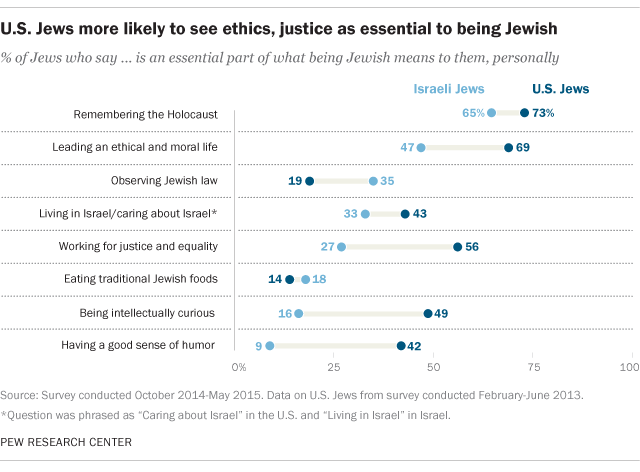 U.S. Jews more likely to see ethics, justice as essential to being Jewish
% of Jews who say ... is an essential part of what being Jewish means to them, personally
Israeli Jews U.S. Jews
Remembering the Holocaust 65% 73%
Leading an ethical and moral life 47 69
Observing Jewish law 19 35
Living in Israel/caring about Israel* 33 43
Working for justice and equality 27 56
Eating traditional Jewish foods 14 18
Being intellectually curious 16 49
Having a good sense of humor 9 42
0% 25 50 75 100
Source: Survey conducted October 2014-May 2015. Data on U.S. Jews from survey conducted February-June 2013.
*Question was phrased as “Caring about Israel” in the U.S. and “Living in Israel” in Israel.
PEW RESEARCH CENTER